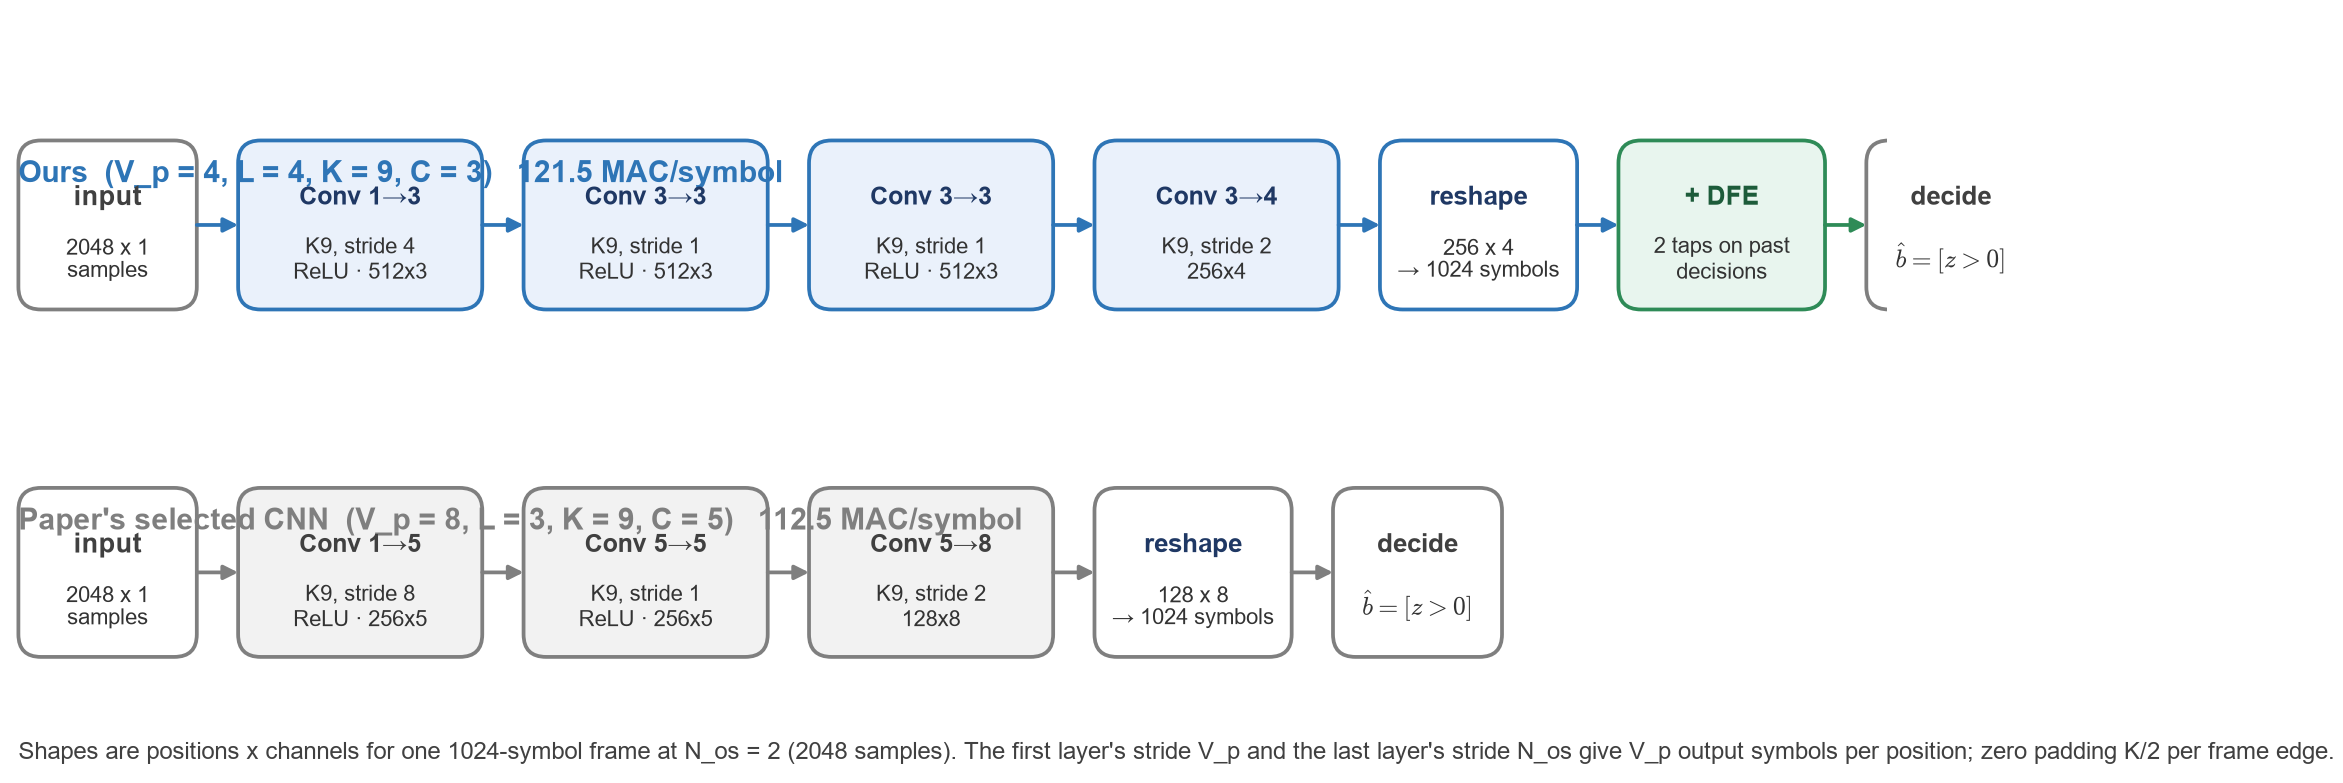 Ours (V_p = 4, L = 4, K = 9, C = 3) 121.5 MAC/symbol
input
2048 x 1
samples
Conv 1→3
K9, stride 4
ReLU · 512x3
Conv 3→3
K9, stride 1
ReLU · 512x3
Conv 3→3
K9, stride 1
ReLU · 512x3
Conv 3→4
K9, stride 2
256x4
reshape
256 x 4
→ 1024 symbols
+ DFE
2 taps on past
decisions
decide
b̂ = [z > 0]
Paper's selected CNN (V_p = 8, L = 3, K = 9, C = 5) 112.5 MAC/symbol
input
2048 x 1
samples
Conv 1→5
K9, stride 8
ReLU · 256x5
Conv 5→5
K9, stride 1
ReLU · 256x5
Conv 5→8
K9, stride 2
128x8
reshape
128 x 8
→ 1024 symbols
decide
b̂ = [z > 0]
Shapes are positions x channels for one 1024-symbol frame at N_os = 2 (2048 samples). The first layer's stride V_p and the last layer's stride N_os give V_p output symbols per position; zero padding K/2 per frame edge.